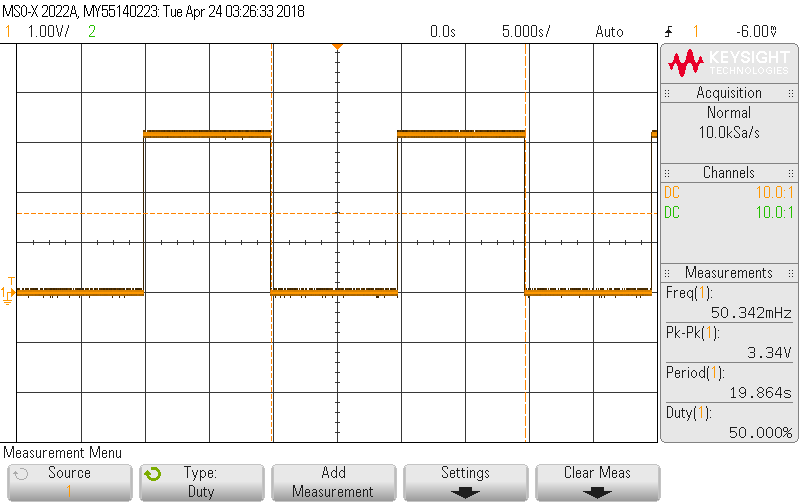 MSO-X 2022A, MY55140223: Tue Apr 24 03:26:33 2018
1 1.00V/ 2 0.0s 5.000s/ Auto 1 -6.00V
KEYSIGHT
TECHNOLOGIES
Acquisition
Normal
10.0kSa/s
Channels
DC 10.0:1
DC 10.0:1
Measurements
Freq(1):
50.342mHz
Pk-Pk(1):
3.34V
Period(1):
19.864s
Duty(1):
50.000%
T
1
Measurement Menu
Source
1
Type:
Duty
Add
Measurement
Settings
Clear Meas